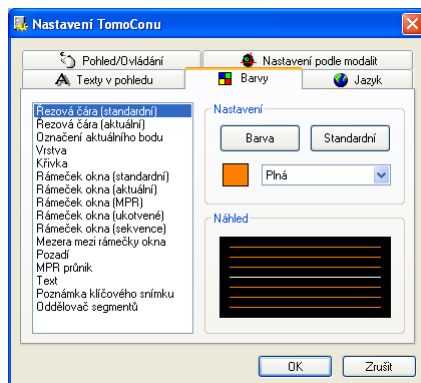 Nastavení TomoConu
Pohled/Ovládání
Nastavení podle modalit
Texty v pohledu
Barvy
Jazyk
Řezová čára (standardní)
Řezová čára (aktuální)
Označení aktuálního bodu
Vrstva
Křivka
Rámeček okna (standardní)
Rámeček okna (aktuální)
Rámeček okna (MPR)
Rámeček okna (ukotvené)
Rámeček okna (sekvence)
Mezera mezi rámečky okna
Pozadí
MPR průnik
Text
Poznámka klíčového snímku
Oddělovač segmentů
Nastavení
Barva
Standardní
Plná
Náhled
OK
Zrušit